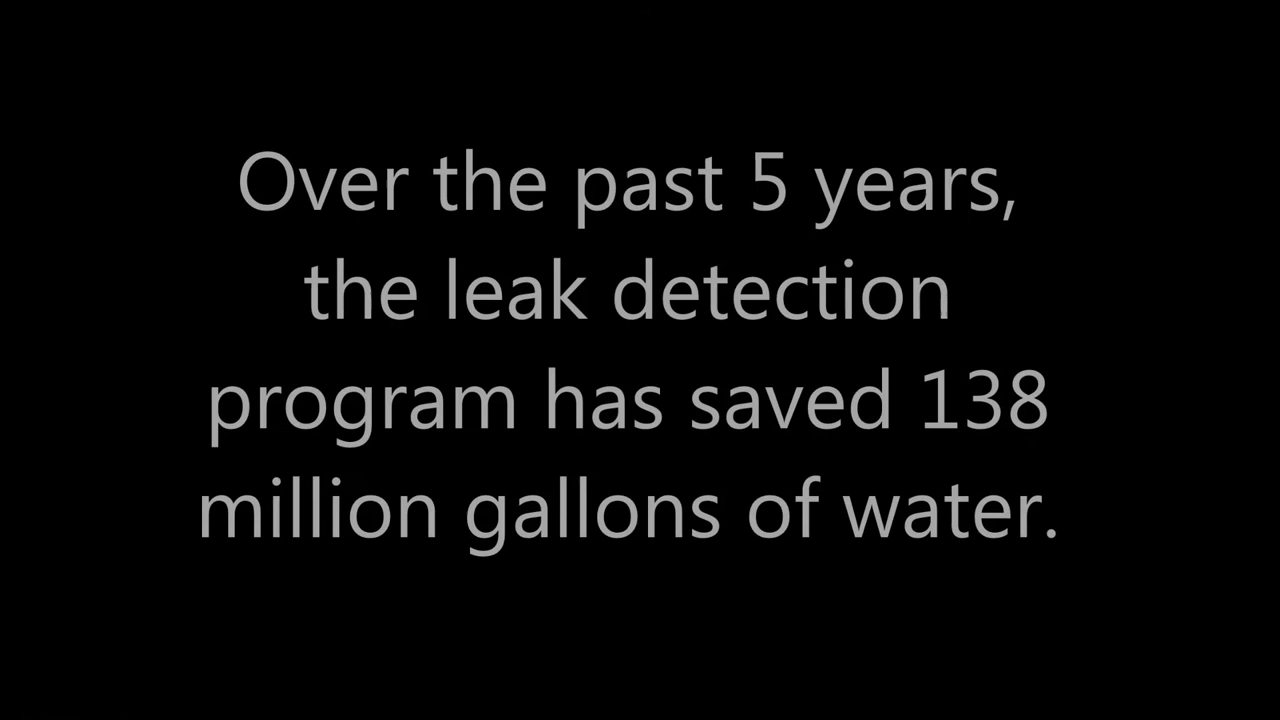 Over the past 5 years,
the leak detection
program has saved 138
million gallons of water.